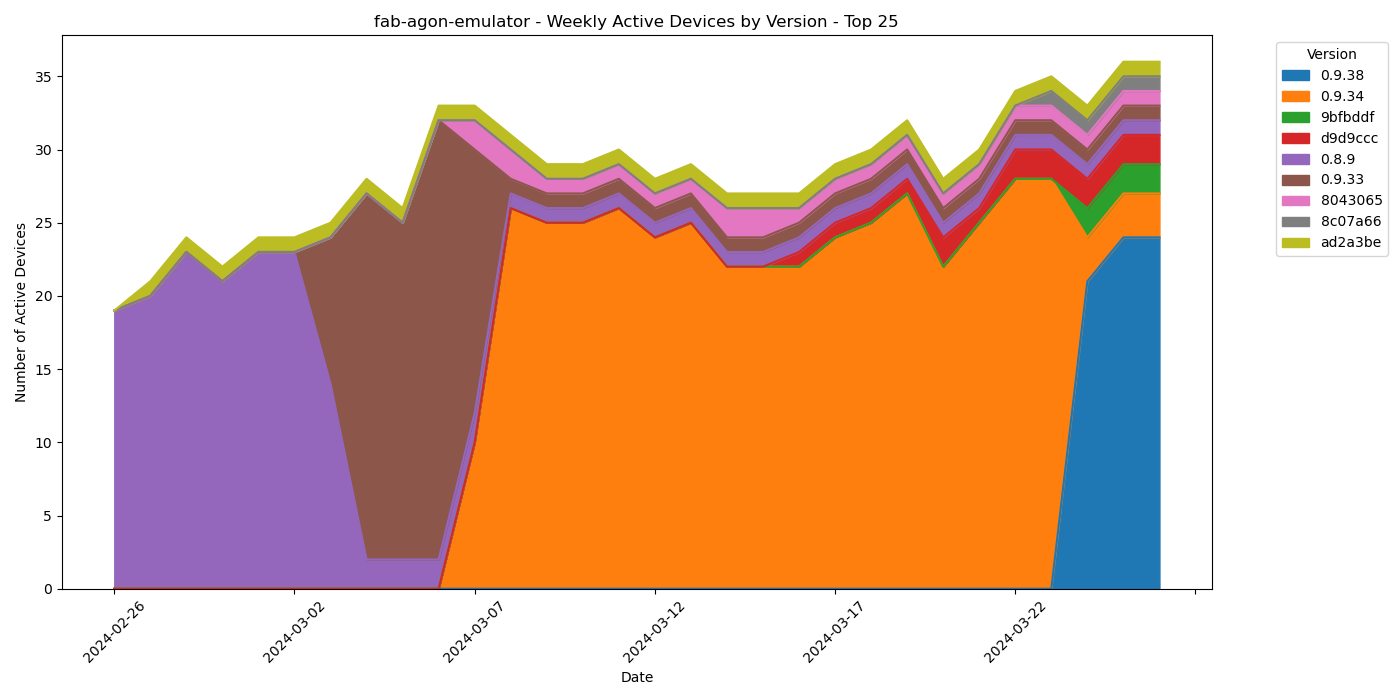 fab-agon-emulator - Weekly Active Devices by Version - Top 25
Number of Active Devices
35
30
25
20
15
10
5
0
2024-02-26
2024-03-02
2024-03-07
2024-03-12
2024-03-17
2024-03-22
Date
Version
0.9.38
0.9.34
9bfbddf
d9d9ccc
0.8.9
0.9.33
8043065
8c07a66
ad2a3be